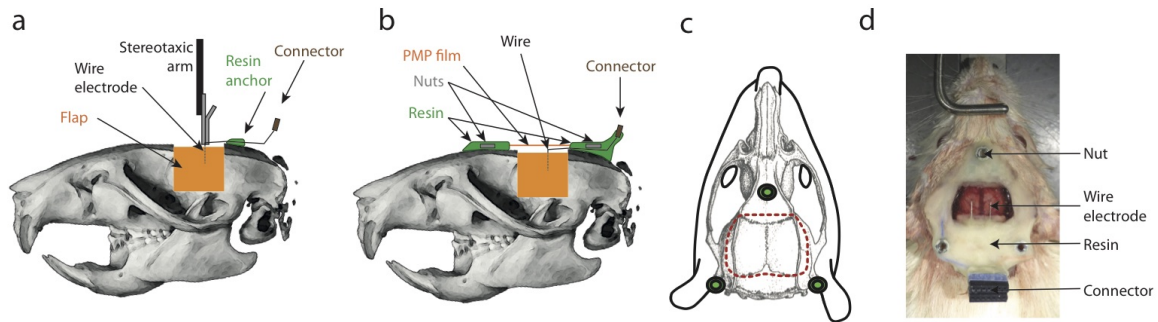 a
Stereotaxic
arm
Wire
electrode
Flap
Resin
anchor
Connector
b
Wire
PMP film
Nuts
Resin
Connector
c
d
Nut
Wire
electrode
Resin
Connector